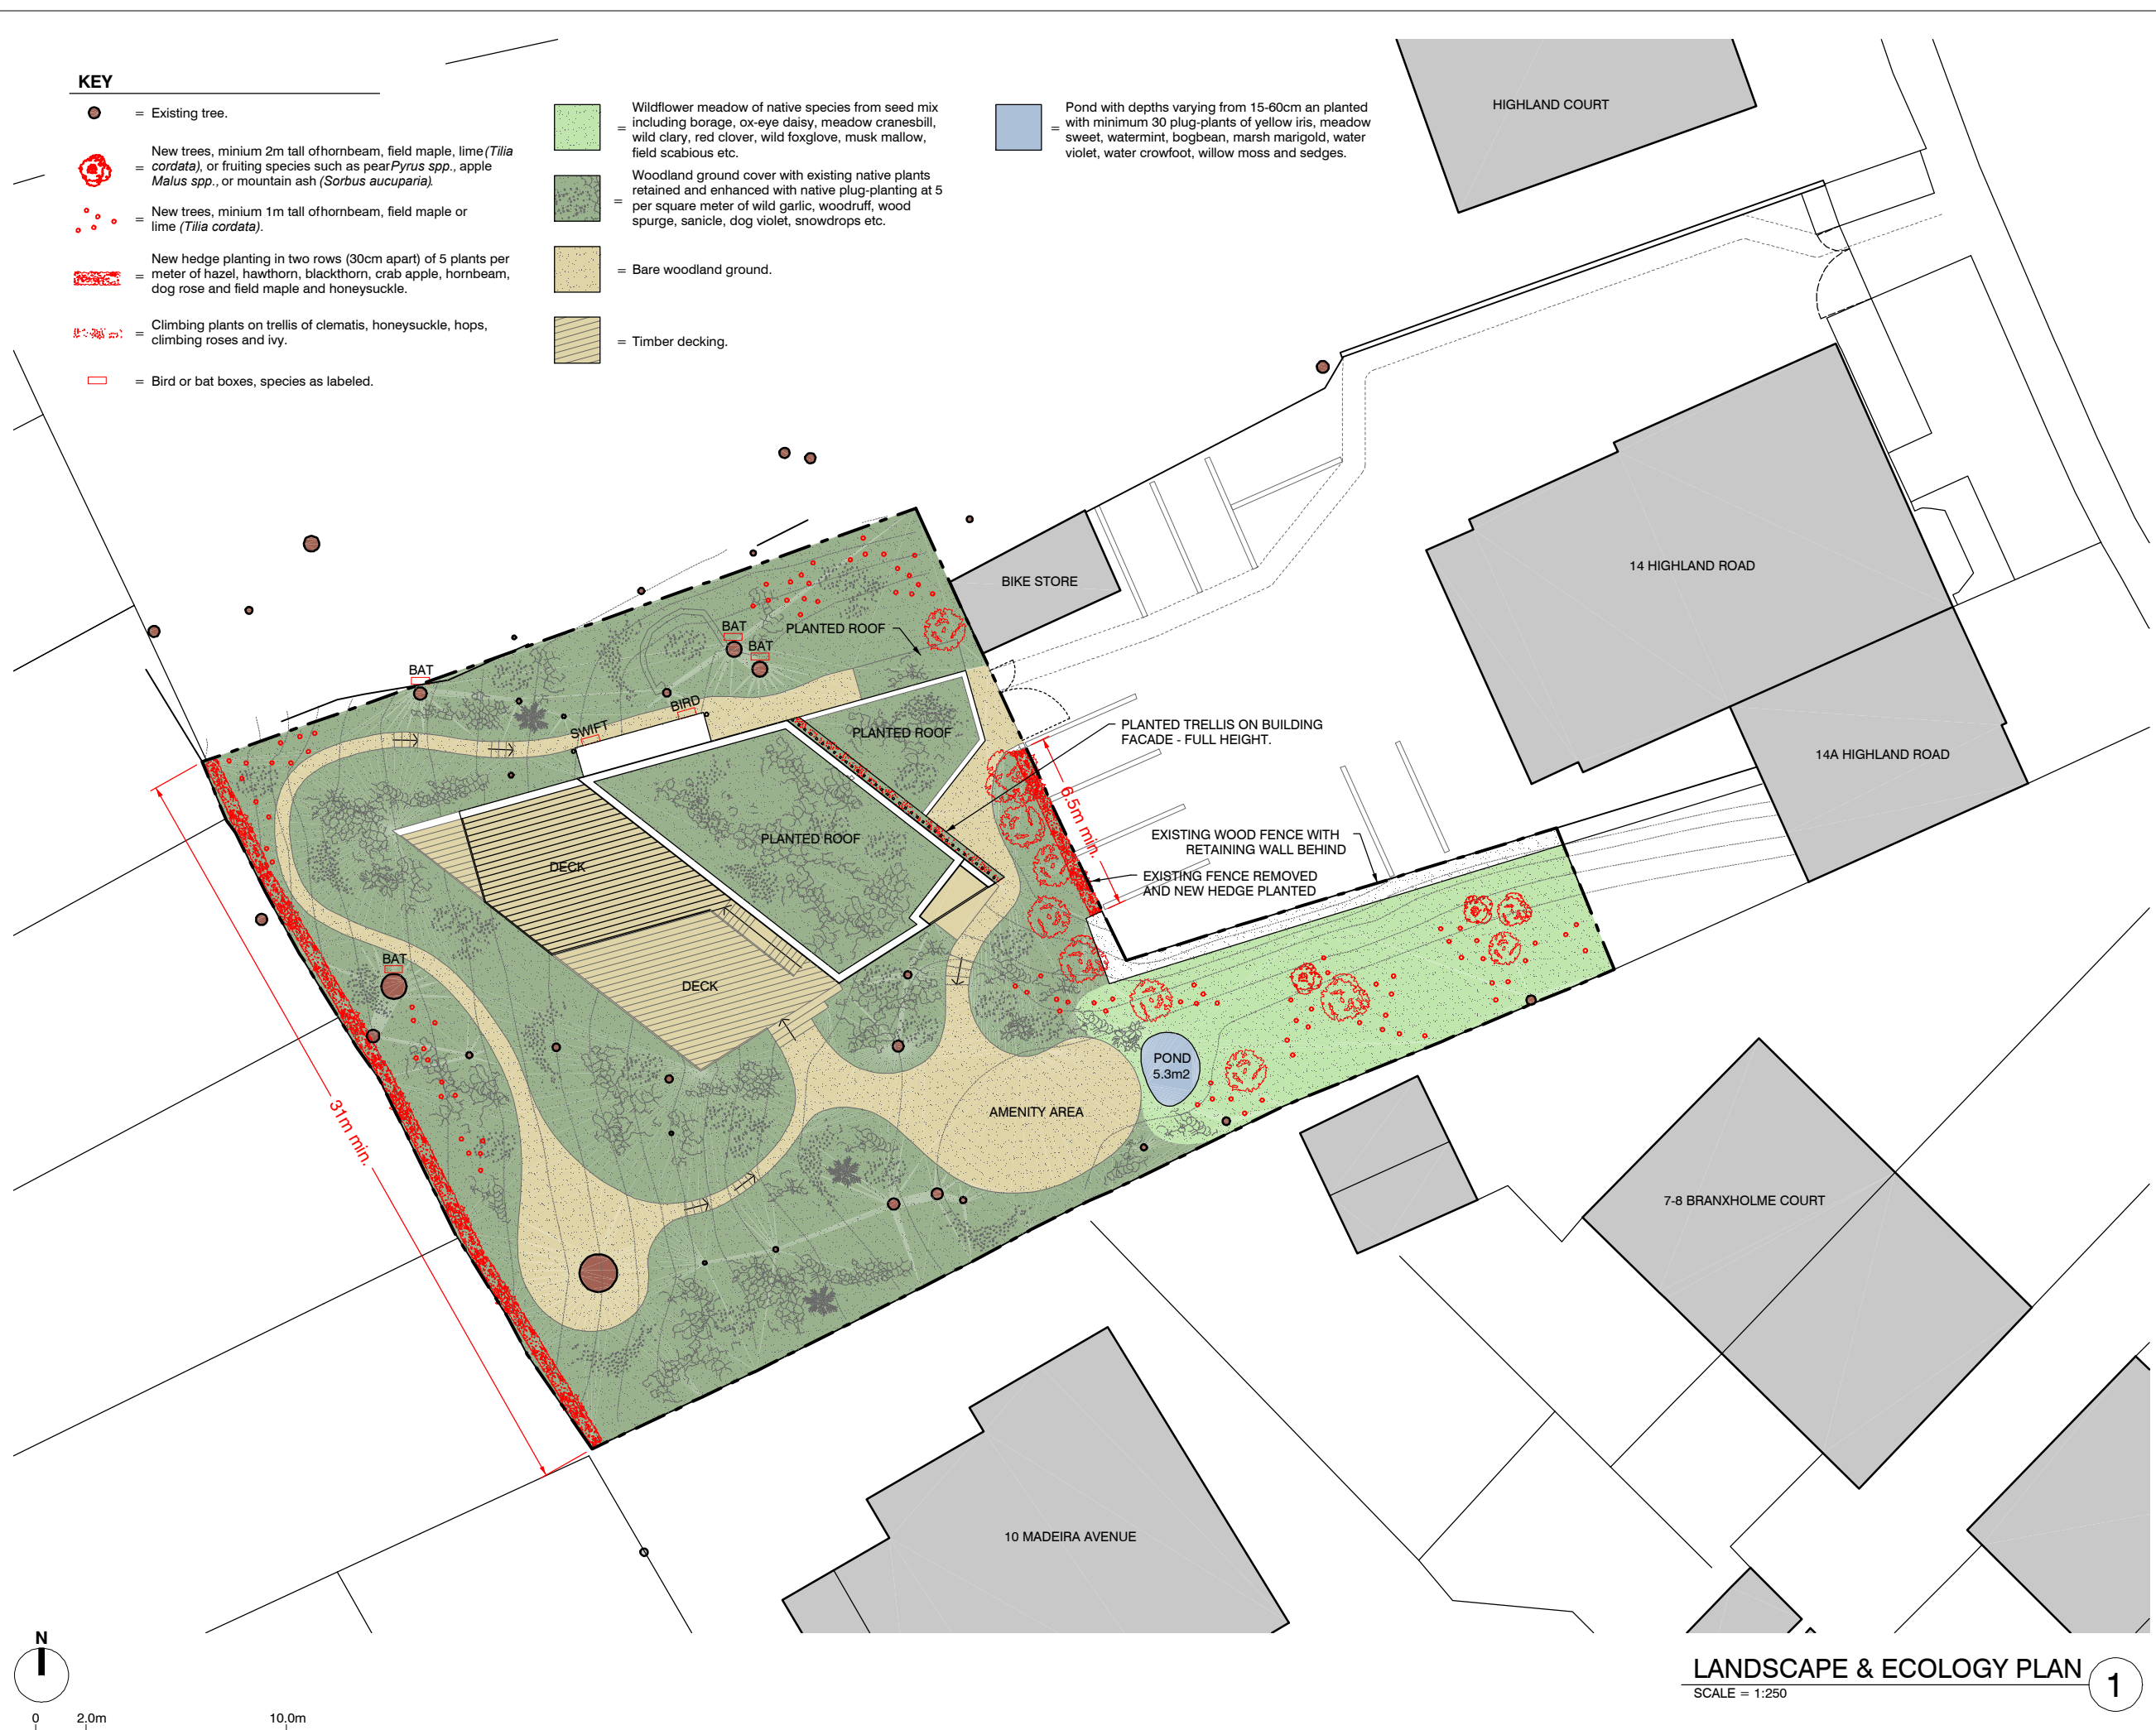 KEY
= Existing tree.
New trees, minium 2m tall ofhornbeam, field maple, lime(Tilia
= cordata), or fruiting species such as pearPyrus spp., apple
Malus spp., or mountain ash (Sorbus aucuparia).
= New trees, minium 1m tall ofhornbeam, field maple or
lime (Tilia cordata).
New hedge planting in two rows (30cm apart) of 5 plants per
= meter of hazel, hawthorn, blackthorn, crab apple, hornbeam,
dog rose and field maple and honeysuckle.
= Climbing plants on trellis of clematis, honeysuckle, hops,
climbing roses and ivy.
= Bird or bat boxes, species as labeled.
Wildflower meadow of native species from seed mix
= including borage, ox-eye daisy, meadow cranesbill,
wild clary, red clover, wild foxglove, musk mallow,
field scabious etc.
Woodland ground cover with existing native plants
retained and enhanced with native plug-planting at 5
= per square meter of wild garlic, woodruff, wood
spurge, sanicle, dog violet, snowdrops etc.
= Bare woodland ground.
= Timber decking.
Pond with depths varying from 15-60cm an planted
= with minimum 30 plug-plants of yellow iris, meadow
sweet, watermint, bogbean, marsh marigold, water
violet, water crowfoot, willow moss and sedges.
HIGHLAND COURT
14 HIGHLAND ROAD
BIKE STORE
BAT
PLANTED ROOF
BAT
BAT
BIRD
SWIFT
PLANTED ROOF
PLANTED TRELLIS ON BUILDING
FACADE - FULL HEIGHT.
14A HIGHLAND ROAD
6.5m min.
PLANTED ROOF
EXISTING WOOD FENCE WITH
RETAINING WALL BEHIND
DECK
EXISTING FENCE REMOVED
AND NEW HEDGE PLANTED
BAT
DECK
POND
5.3m2
AMENITY AREA
31m min.
7-8 BRANXHOLME COURT
10 MADEIRA AVENUE
N
0 2.0m 10.0m
LANDSCAPE & ECOLOGY PLAN
1
SCALE = 1:250